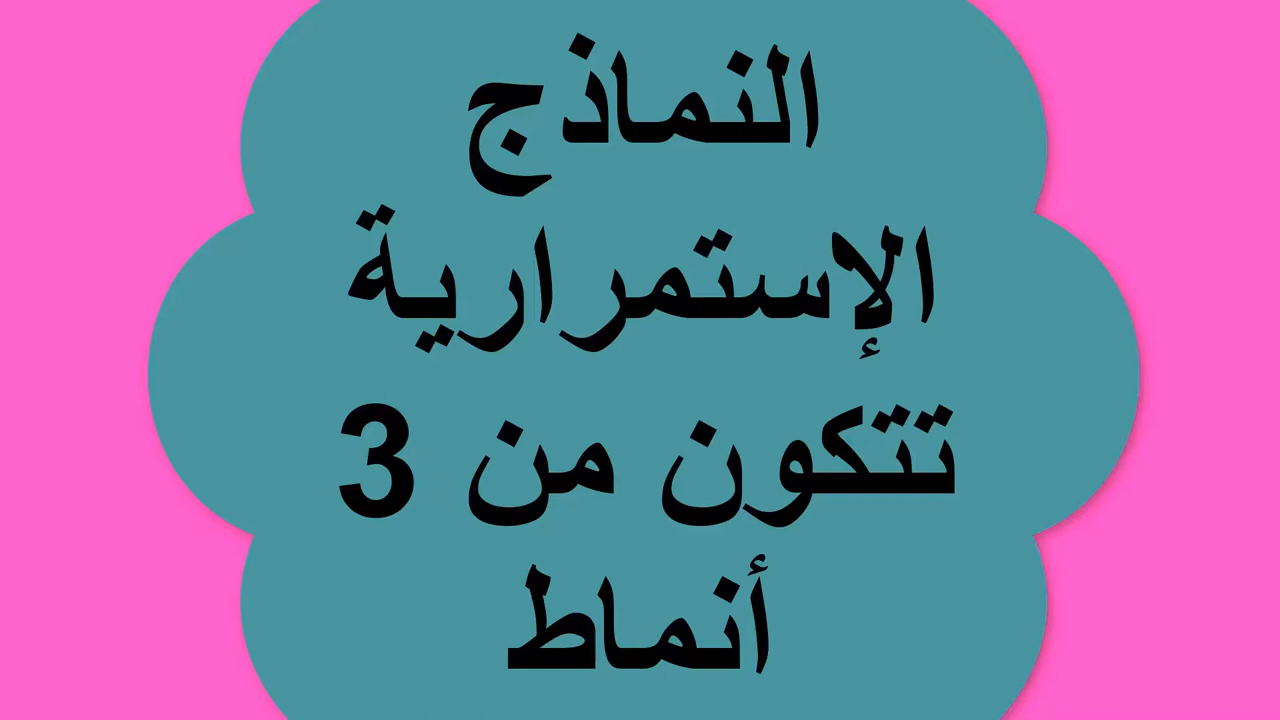 النماذج
الإستمرارية
تتكون من 3
أنماط